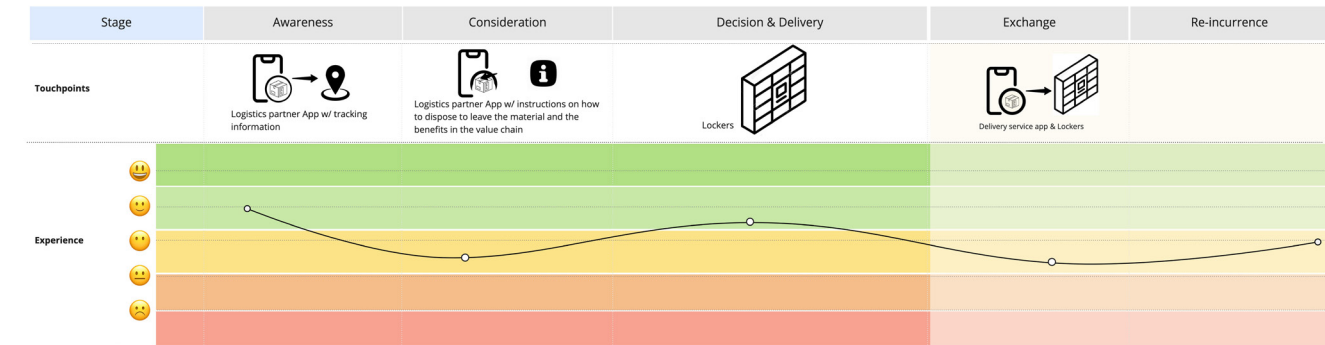 Stage
Awareness
Consideration
Decision & Delivery
Exchange
Re-incurrence
Touchpoints
Logistics partner App w/ tracking
information
Logistics partner App w/ instructions on how
to dispose to leave the material and the
benefits in the value chain
Lockers
Delivery service app & Lockers
Experience